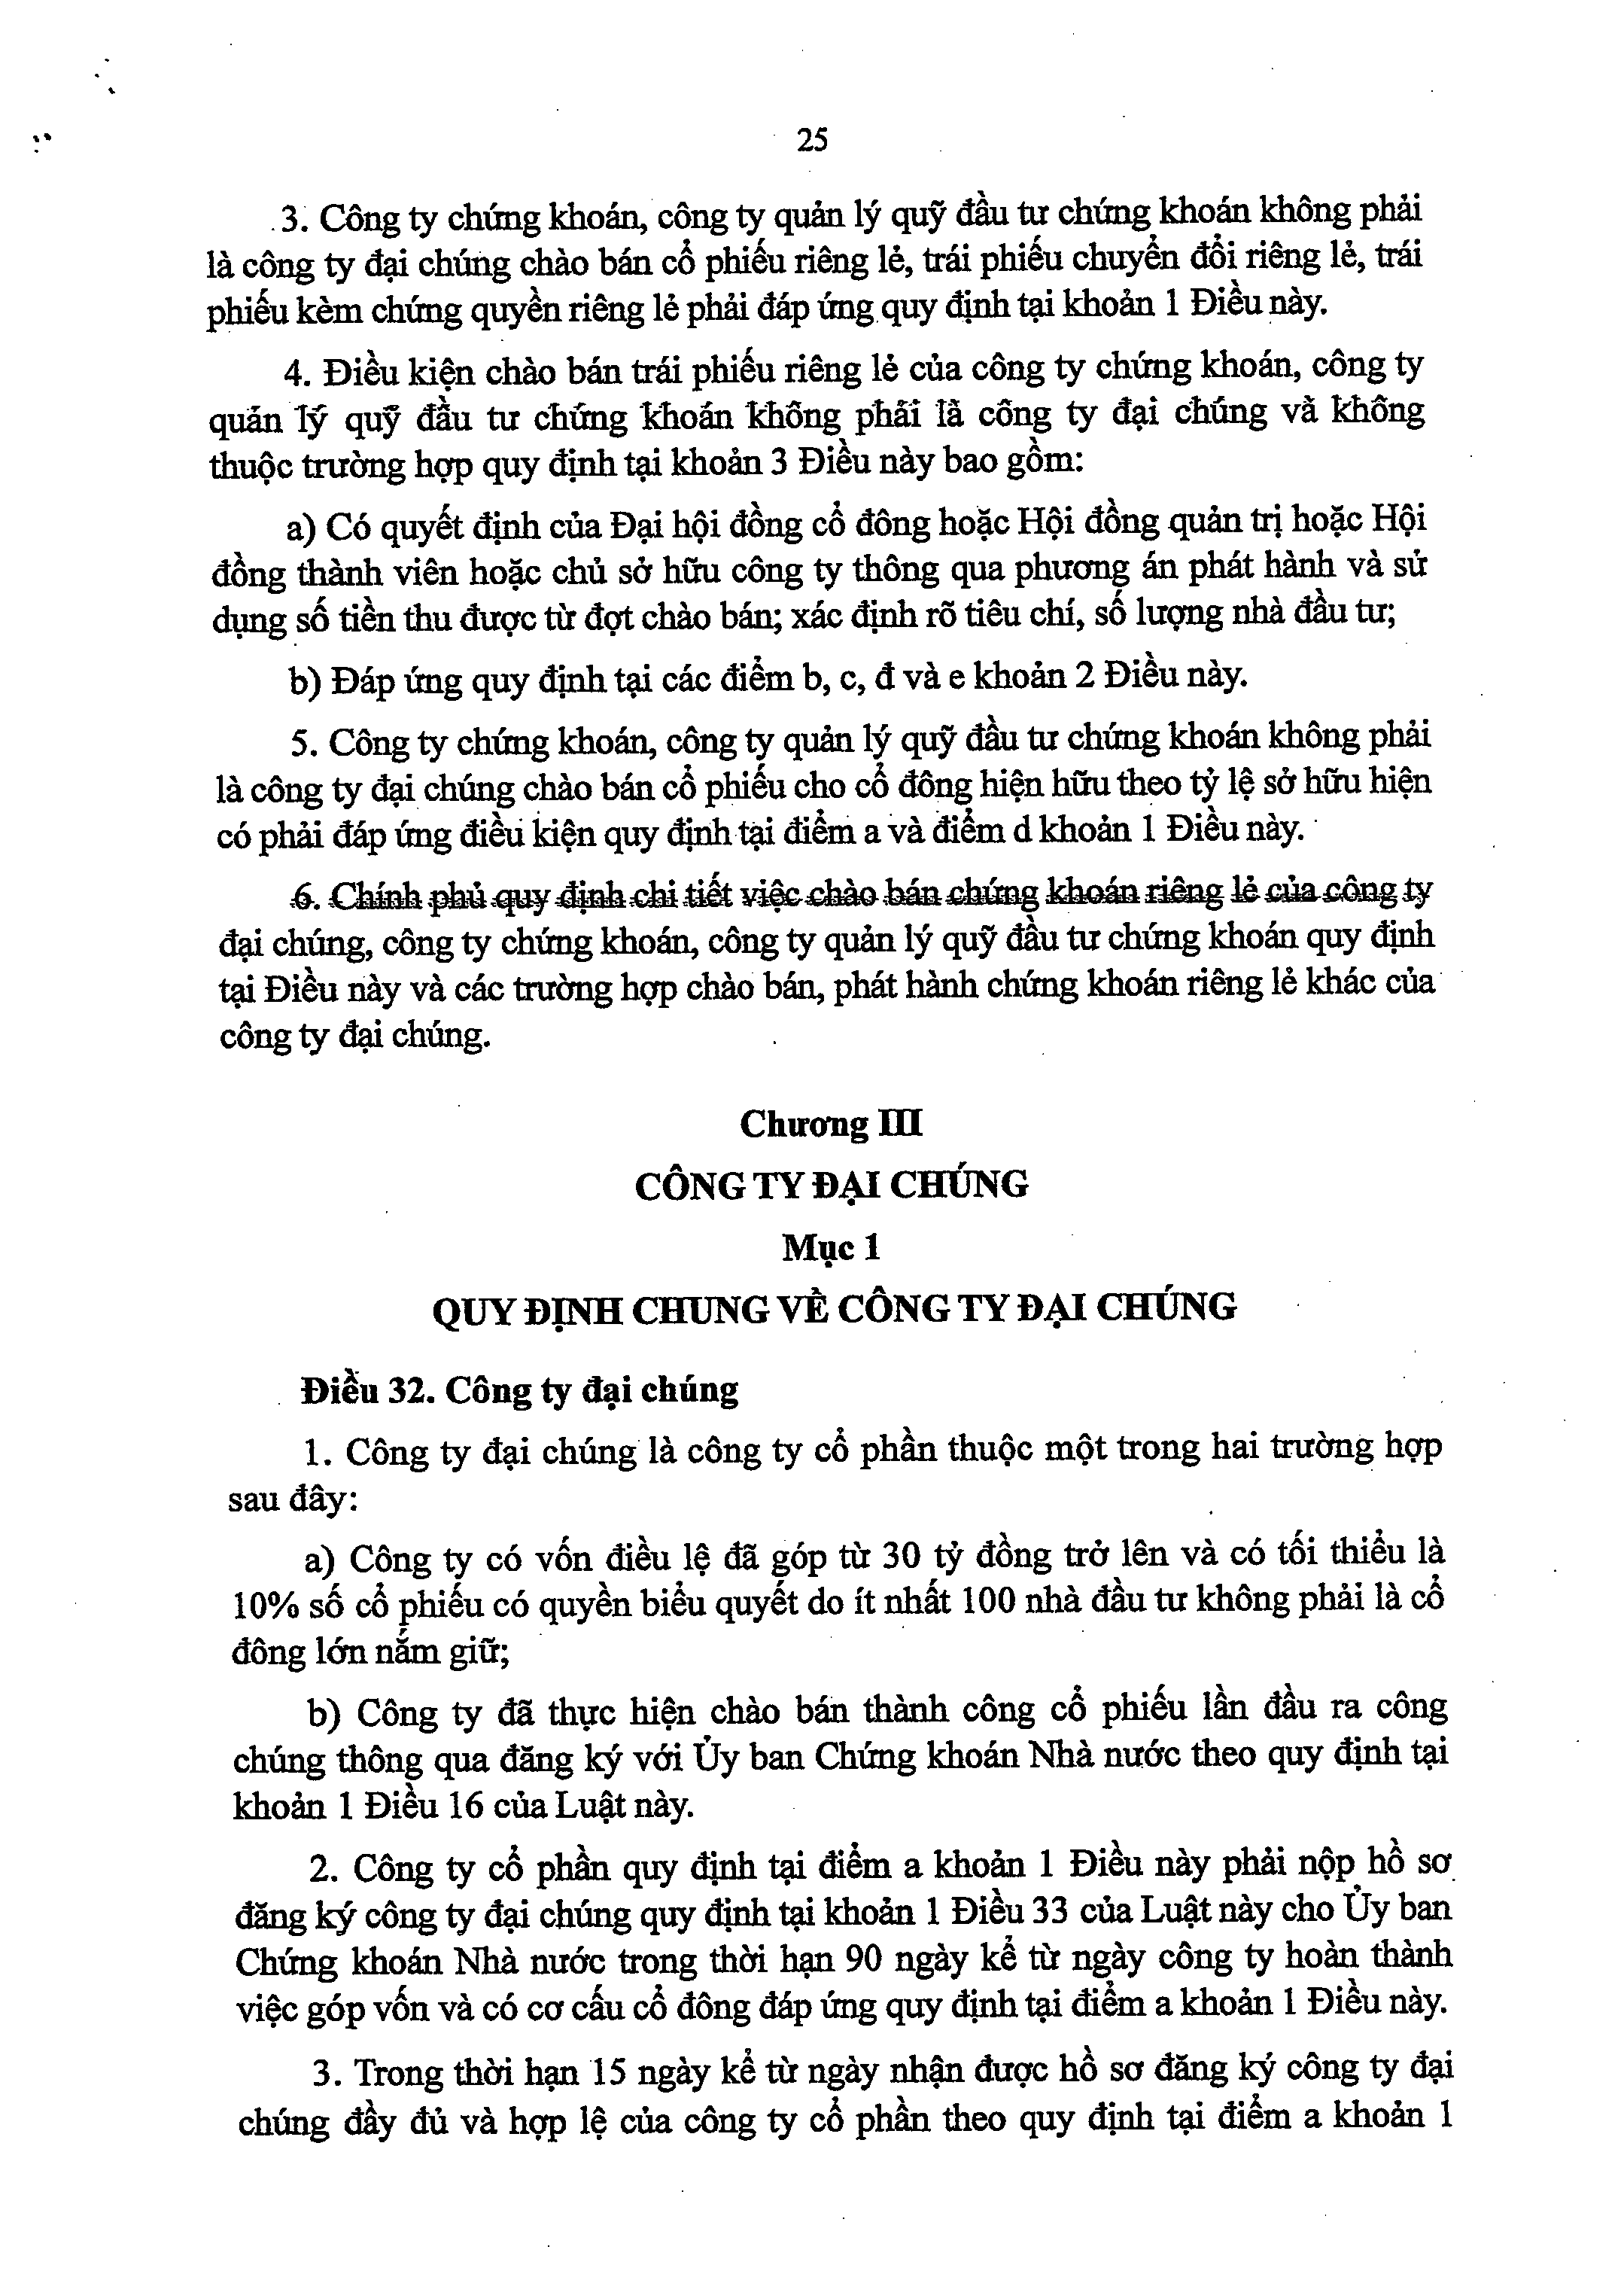 25
3. Công ty chứng khoán, công ty quản lý quỹ đầu tư chứng khoán không phải
là công ty đại chúng chào bán cổ phiếu riêng lẻ, trái phiếu chuyển đổi riêng lẻ, trái
phiếu kèm chứng quyền riêng lẻ phải đáp ứng quy định tại khoản 1 Điều này.
4. Điều kiện chào bán trái phiếu riêng lẻ của công ty chứng khoán, công ty
quản lý quỹ đầu tư chứng khoán không phải là công ty đại chúng và không
thuộc trường hợp quy định tại khoản 3 Điều này bao gồm:
a) Có quyết định của Đại hội đồng cổ đông hoặc Hội đồng quản trị hoặc Hội
đồng thành viên hoặc chủ sở hữu công ty thông qua phương án phát hành và sử
dụng số tiền thu được từ đợt chào bán; xác định rõ tiêu chí, số lượng nhà đầu tư;
b) Đáp ứng quy định tại các điểm b, c, đ và e khoản 2 Điều này.
5. Công ty chứng khoán, công ty quản lý quỹ đầu tư chứng khoán không phải
là công ty đại chúng chào bán cổ phiếu cho cổ đông hiện hữu theo tỷ lệ sở hữu hiện
có phải đáp ứng điều kiện quy định tại điểm a và điểm d khoản 1 Điều này.
6. Chính phủ quy định chi tiết việc chào bán chứng khoán riêng lẻ của công ty
đại chúng, công ty chứng khoán, công ty quản lý quỹ đầu tư chứng khoán quy định
tại Điều này và các trường hợp chào bán, phát hành chứng khoán riêng lẻ khác của
công ty đại chúng.
Chương III
CÔNG TY ĐẠI CHÚNG
Mục 1
QUY ĐỊNH CHUNG VỀ CÔNG TY ĐẠI CHÚNG
Điều 32. Công ty đại chúng
1. Công ty đại chúng là công ty cổ phần thuộc một trong hai trường hợp
sau đây:
a) Công ty có vốn điều lệ đã góp từ 30 tỷ đồng trở lên và có tối thiểu là
10% số cổ phiếu có quyền biểu quyết do ít nhất 100 nhà đầu tư không phải là cổ
đông lớn nắm giữ;
b) Công ty đã thực hiện chào bán thành công cổ phiếu lần đầu ra công
chúng thông qua đăng ký với Ủy ban Chứng khoán Nhà nước theo quy định tại
khoản 1 Điều 16 của Luật này.
2. Công ty cổ phần quy định tại điểm a khoản 1 Điều này phải nộp hồ sơ
đăng ký công ty đại chúng quy định tại khoản 1 Điều 33 của Luật này cho Ủy ban
Chứng khoán Nhà nước trong thời hạn 90 ngày kể từ ngày công ty hoàn thành
việc góp vốn và có cơ cấu cổ đông đáp ứng quy định tại điểm a khoản 1 Điều này.
3. Trong thời hạn 15 ngày kể từ ngày nhận được hồ sơ đăng ký công ty đại
chúng đầy đủ và hợp lệ của công ty cổ phần theo quy định tại điểm a khoản 1